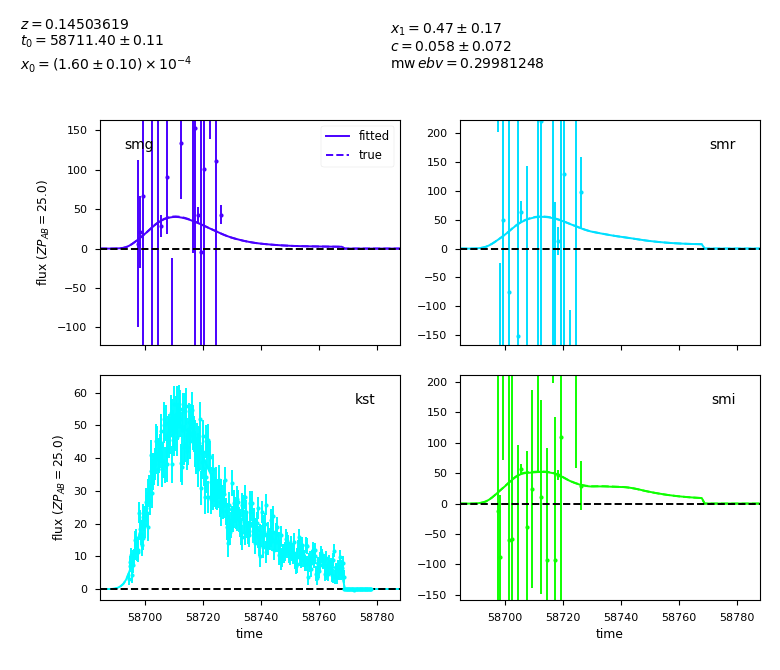 z = 0.14503619
t₀ = 58711.40 ± 0.11
x₀ = (1.60 ± 0.10) × 10⁻⁴
x₁ = 0.47 ± 0.17
c = 0.058 ± 0.072
mw ebv = 0.29981248
150
100
50
0
−50
−100
flux (ZP_AB = 25.0)
smg
fitted
true
200
150
100
50
0
−50
−100
−150
smr
60
50
40
30
20
10
0
flux (ZP_AB = 25.0)
kst
58700
58720
58740
58760
58780
time
200
150
100
50
0
−50
−100
−150
smi
58700
58720
58740
58760
58780
time